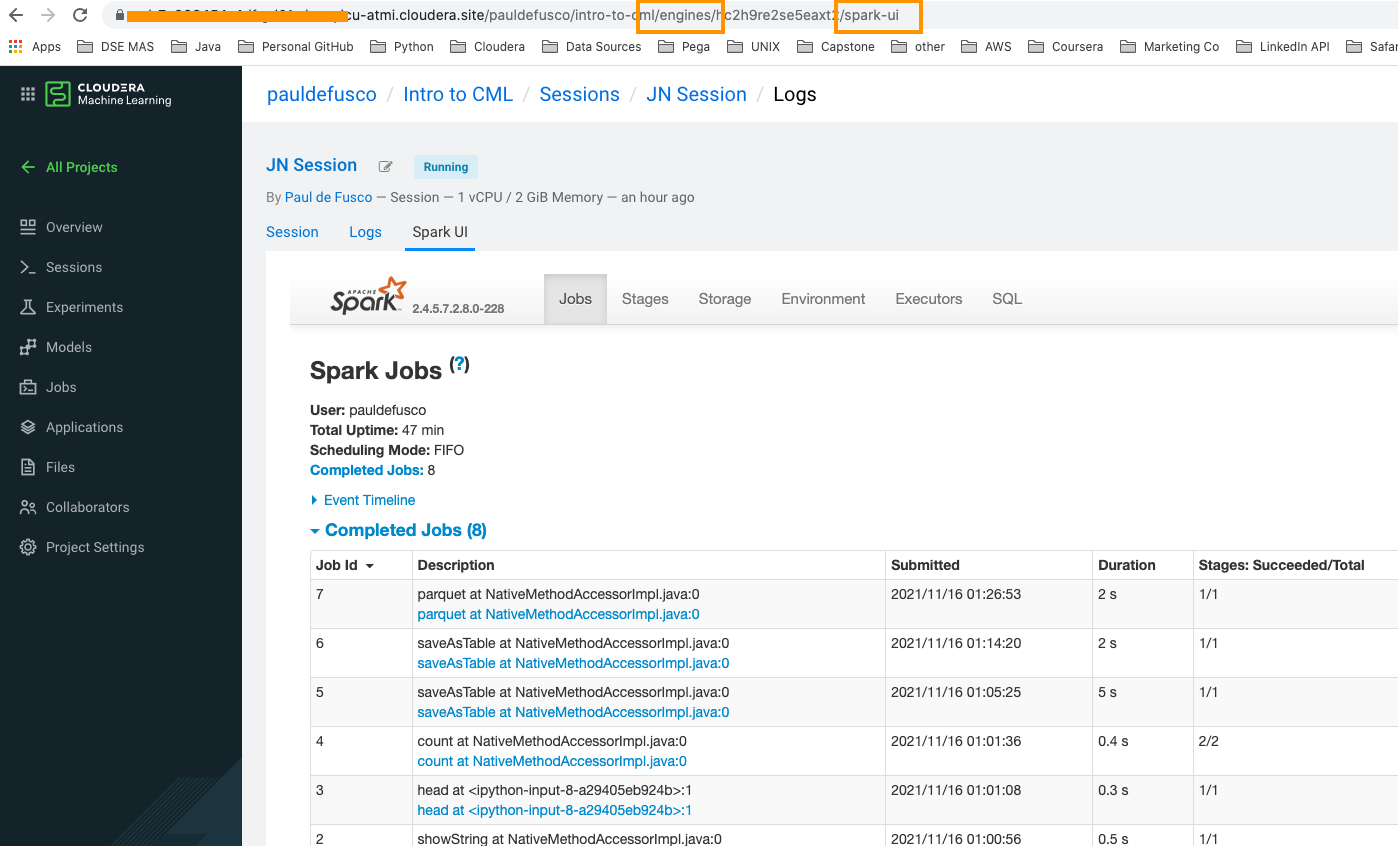 cu-atmi.cloudera.site/pauldefusco/intro-to-cml/engines/hc2h9re2se5eaxt2/spark-ui
Apps DSE MAS Java Personal GitHub Python Cloudera Data Sources Pega UNIX Capstone other AWS Coursera Marketing Co LinkedIn API Safar
CLOUDERA
Machine Learning
pauldefusco / Intro to CML / Sessions / JN Session / Logs
All Projects
Overview
Sessions
Experiments
Models
Jobs
Applications
Files
Collaborators
Project Settings
JN Session Running
By Paul de Fusco — Session — 1 vCPU / 2 GiB Memory — an hour ago
Session Logs Spark UI
APACHE Spark 2.4.5.7.2.8.0-228 Jobs Stages Storage Environment Executors SQL
Spark Jobs (?)
User: pauldefusco
Total Uptime: 47 min
Scheduling Mode: FIFO
Completed Jobs: 8
Event Timeline
Completed Jobs (8)
Job Id Description Submitted Duration Stages: Succeeded/Total
7 parquet at NativeMethodAccessorImpl.java:0 2021/11/16 01:26:53 2 s 1/1
parquet at NativeMethodAccessorImpl.java:0
6 saveAsTable at NativeMethodAccessorImpl.java:0 2021/11/16 01:14:20 2 s 1/1
saveAsTable at NativeMethodAccessorImpl.java:0
5 saveAsTable at NativeMethodAccessorImpl.java:0 2021/11/16 01:05:25 5 s 1/1
saveAsTable at NativeMethodAccessorImpl.java:0
4 count at NativeMethodAccessorImpl.java:0 2021/11/16 01:01:36 0.4 s 2/2
count at NativeMethodAccessorImpl.java:0
3 head at <ipython-input-8-a29405eb924b>:1 2021/11/16 01:01:08 0.3 s 1/1
head at <ipython-input-8-a29405eb924b>:1
2 showString at NativeMethodAccessorImpl.java:0 2021/11/16 01:00:56 0.5 s 1/1